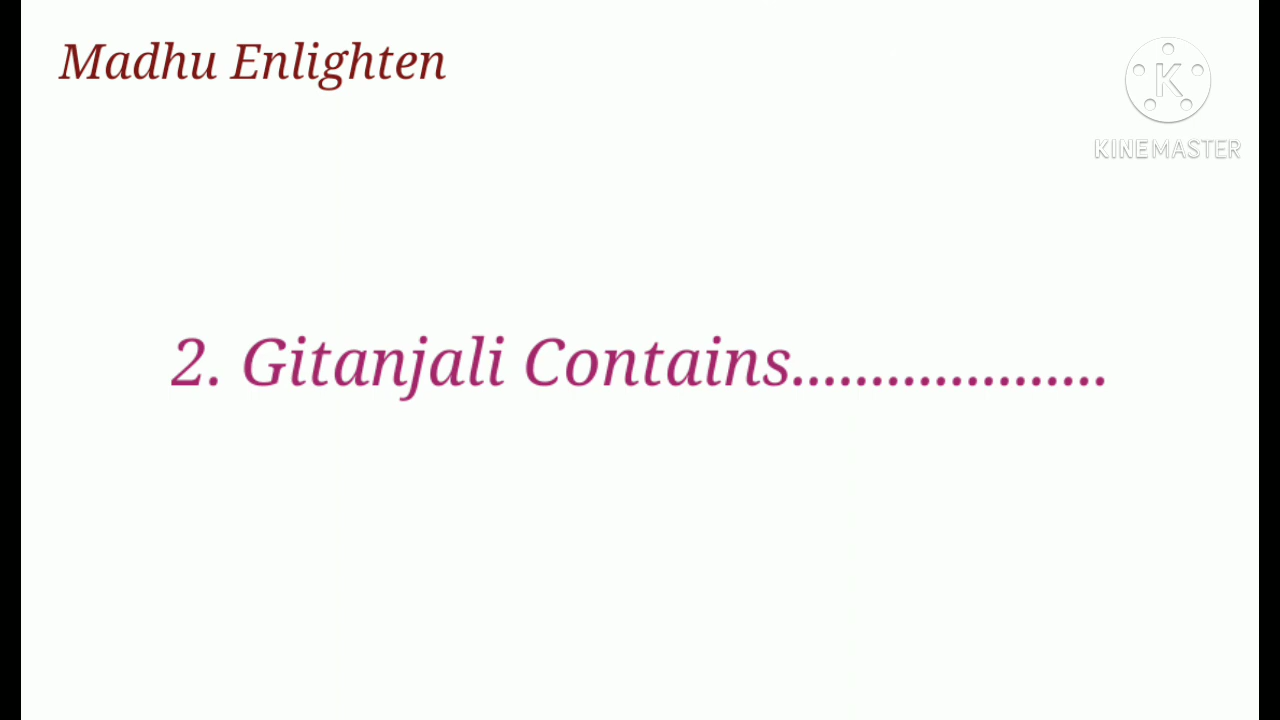 Madhu Enlighten
K
KINEMASTER
2. Gitanjali Contains....................